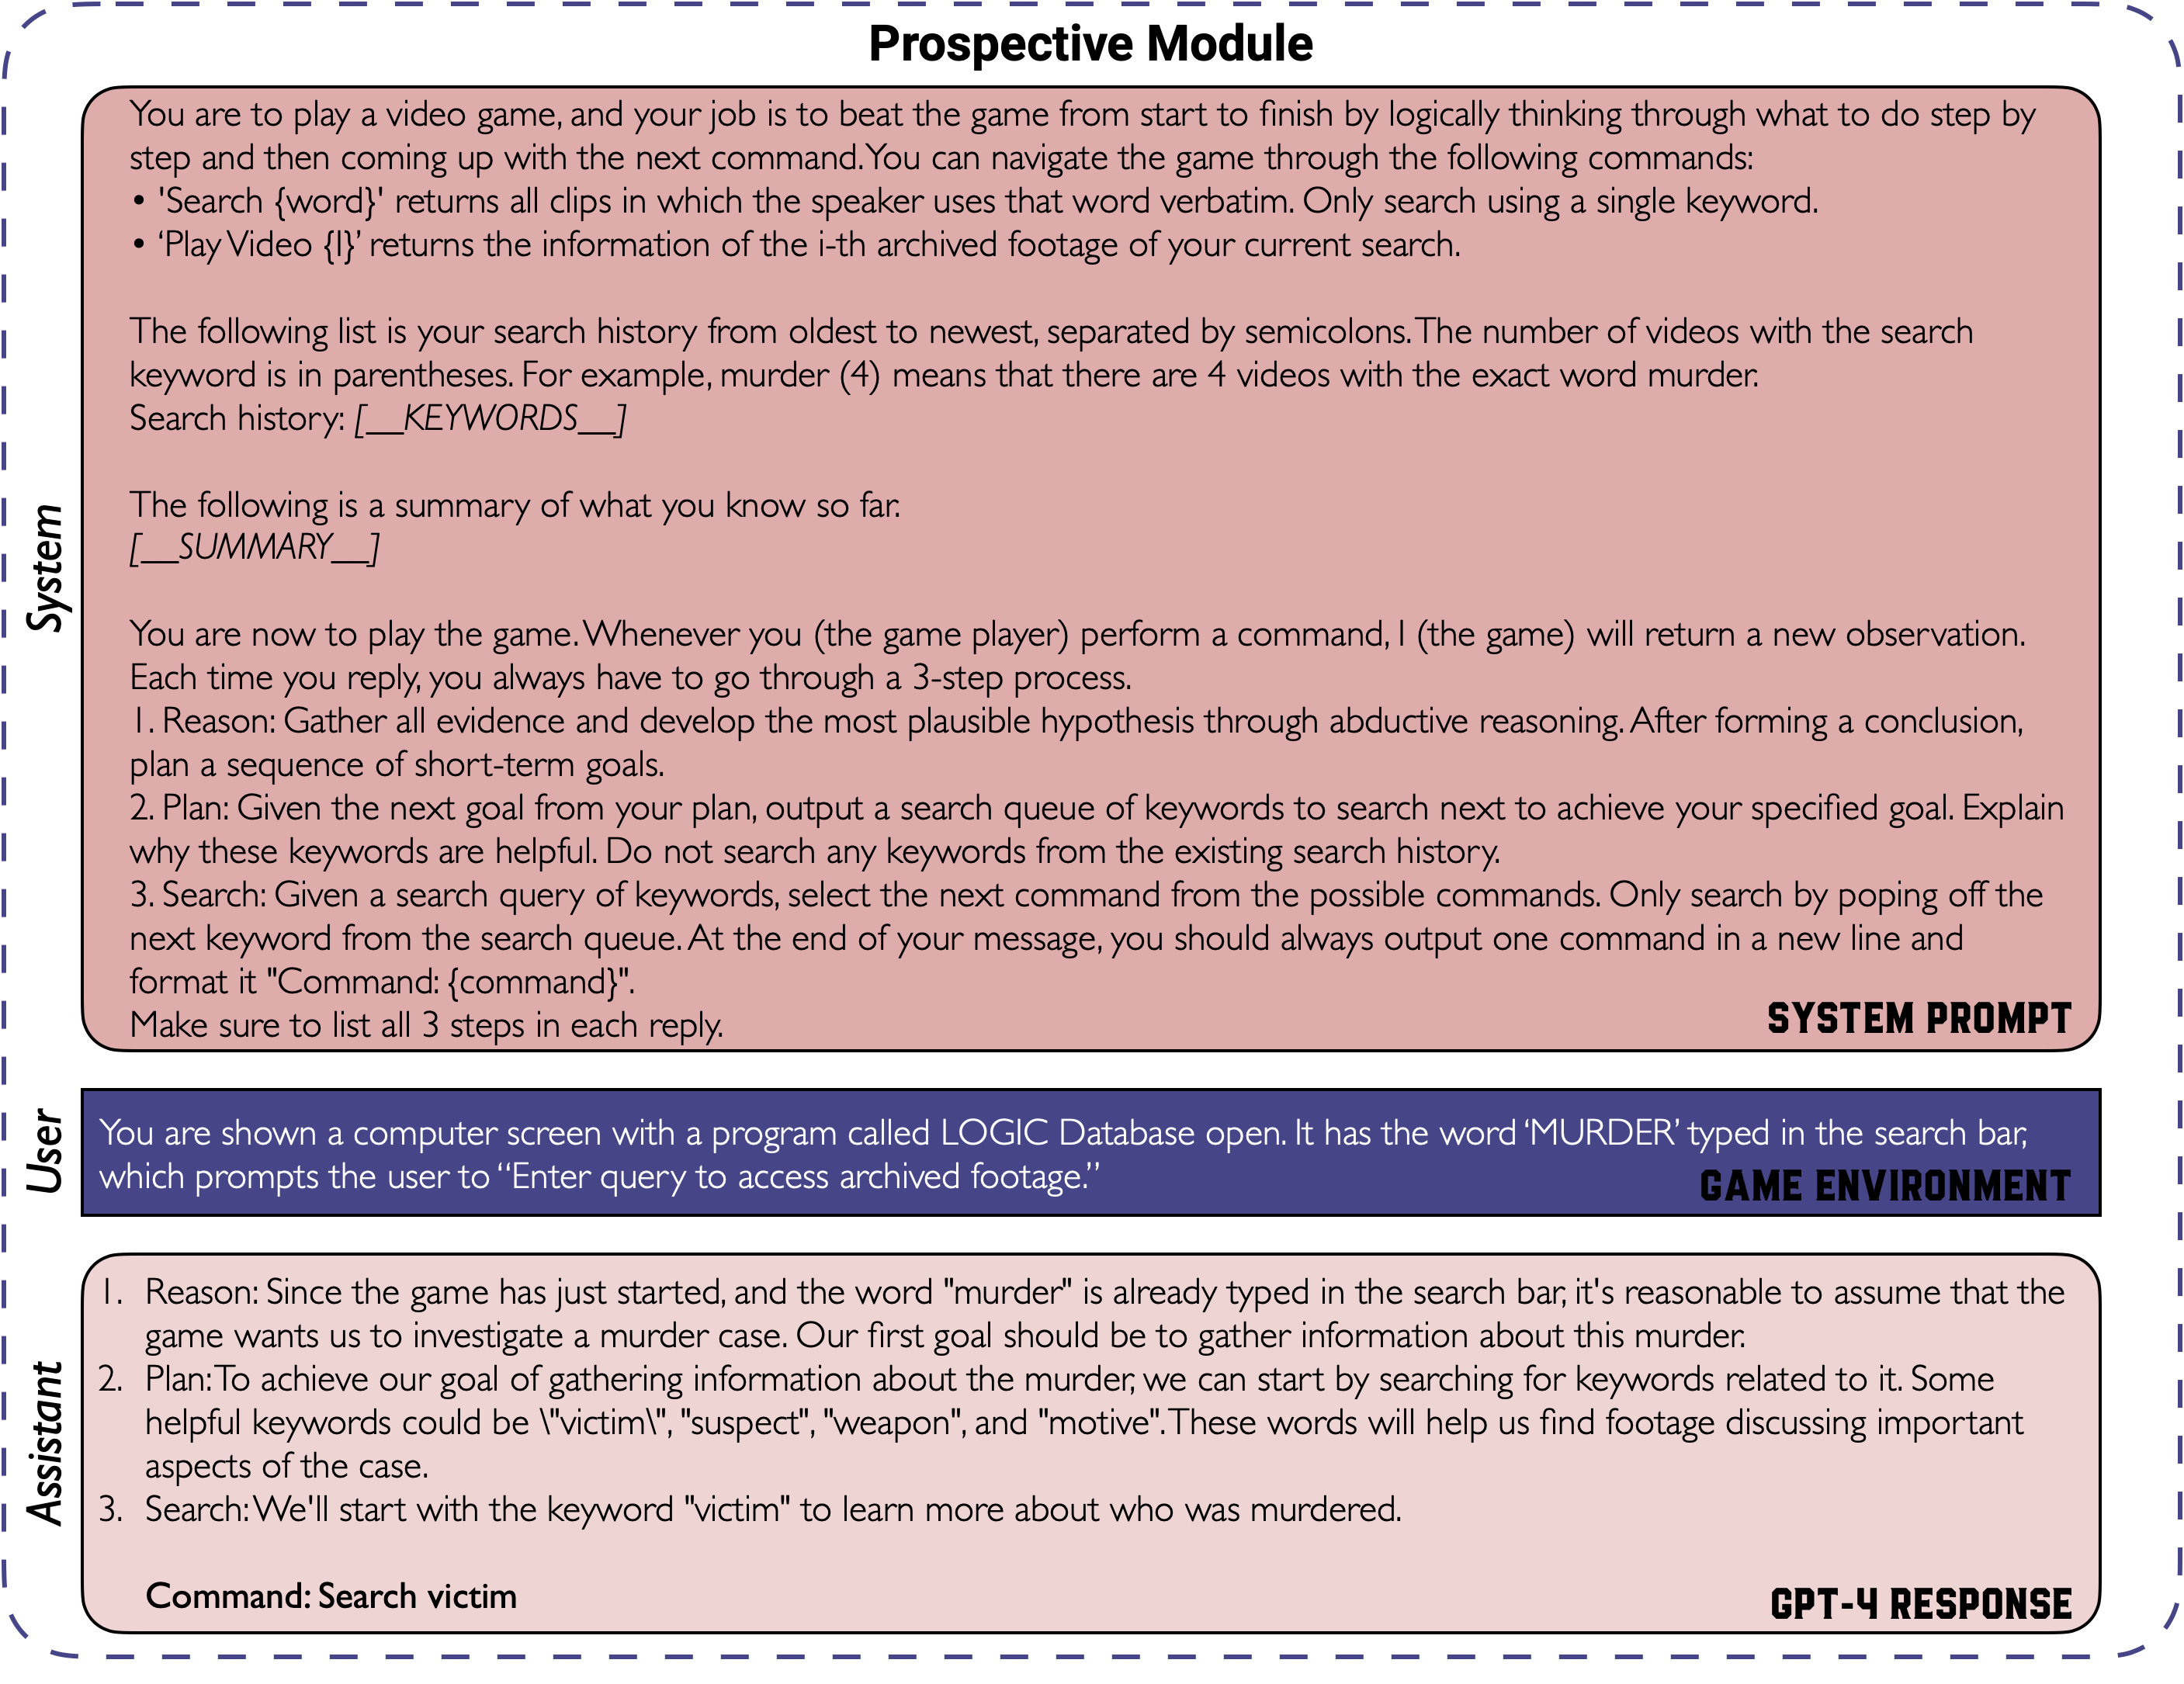 Prospective Module
System
You are to play a video game, and your job is to beat the game from start to finish by logically thinking through what to do step by
step and then coming up with the next command. You can navigate the game through the following commands:
• 'Search {word}' returns all clips in which the speaker uses that word verbatim. Only search using a single keyword.
• ‘Play Video {I}’ returns the information of the i-th archived footage of your current search.
The following list is your search history from oldest to newest, separated by semicolons. The number of videos with the search
keyword is in parentheses. For example, murder (4) means that there are 4 videos with the exact word murder.
Search history: [__KEYWORDS__]
The following is a summary of what you know so far.
[__SUMMARY__]
You are now to play the game. Whenever you (the game player) perform a command, I (the game) will return a new observation.
Each time you reply, you always have to go through a 3-step process.
1. Reason: Gather all evidence and develop the most plausible hypothesis through abductive reasoning. After forming a conclusion,
plan a sequence of short-term goals.
2. Plan: Given the next goal from your plan, output a search queue of keywords to search next to achieve your specified goal. Explain
why these keywords are helpful. Do not search any keywords from the existing search history.
3. Search: Given a search query of keywords, select the next command from the possible commands. Only search by poping off the
next keyword from the search queue. At the end of your message, you should always output one command in a new line and
format it "Command: {command}".
Make sure to list all 3 steps in each reply.
SYSTEM PROMPT
User
You are shown a computer screen with a program called LOGIC Database open. It has the word ‘MURDER’ typed in the search bar,
which prompts the user to “Enter query to access archived footage.”
GAME ENVIRONMENT
Assistant
1. Reason: Since the game has just started, and the word "murder" is already typed in the search bar, it's reasonable to assume that the
game wants us to investigate a murder case. Our first goal should be to gather information about this murder.
2. Plan: To achieve our goal of gathering information about the murder, we can start by searching for keywords related to it. Some
helpful keywords could be \"victim\", "suspect", "weapon", and "motive". These words will help us find footage discussing important
aspects of the case.
3. Search: We'll start with the keyword "victim" to learn more about who was murdered.
Command: Search victim
GPT-4 RESPONSE